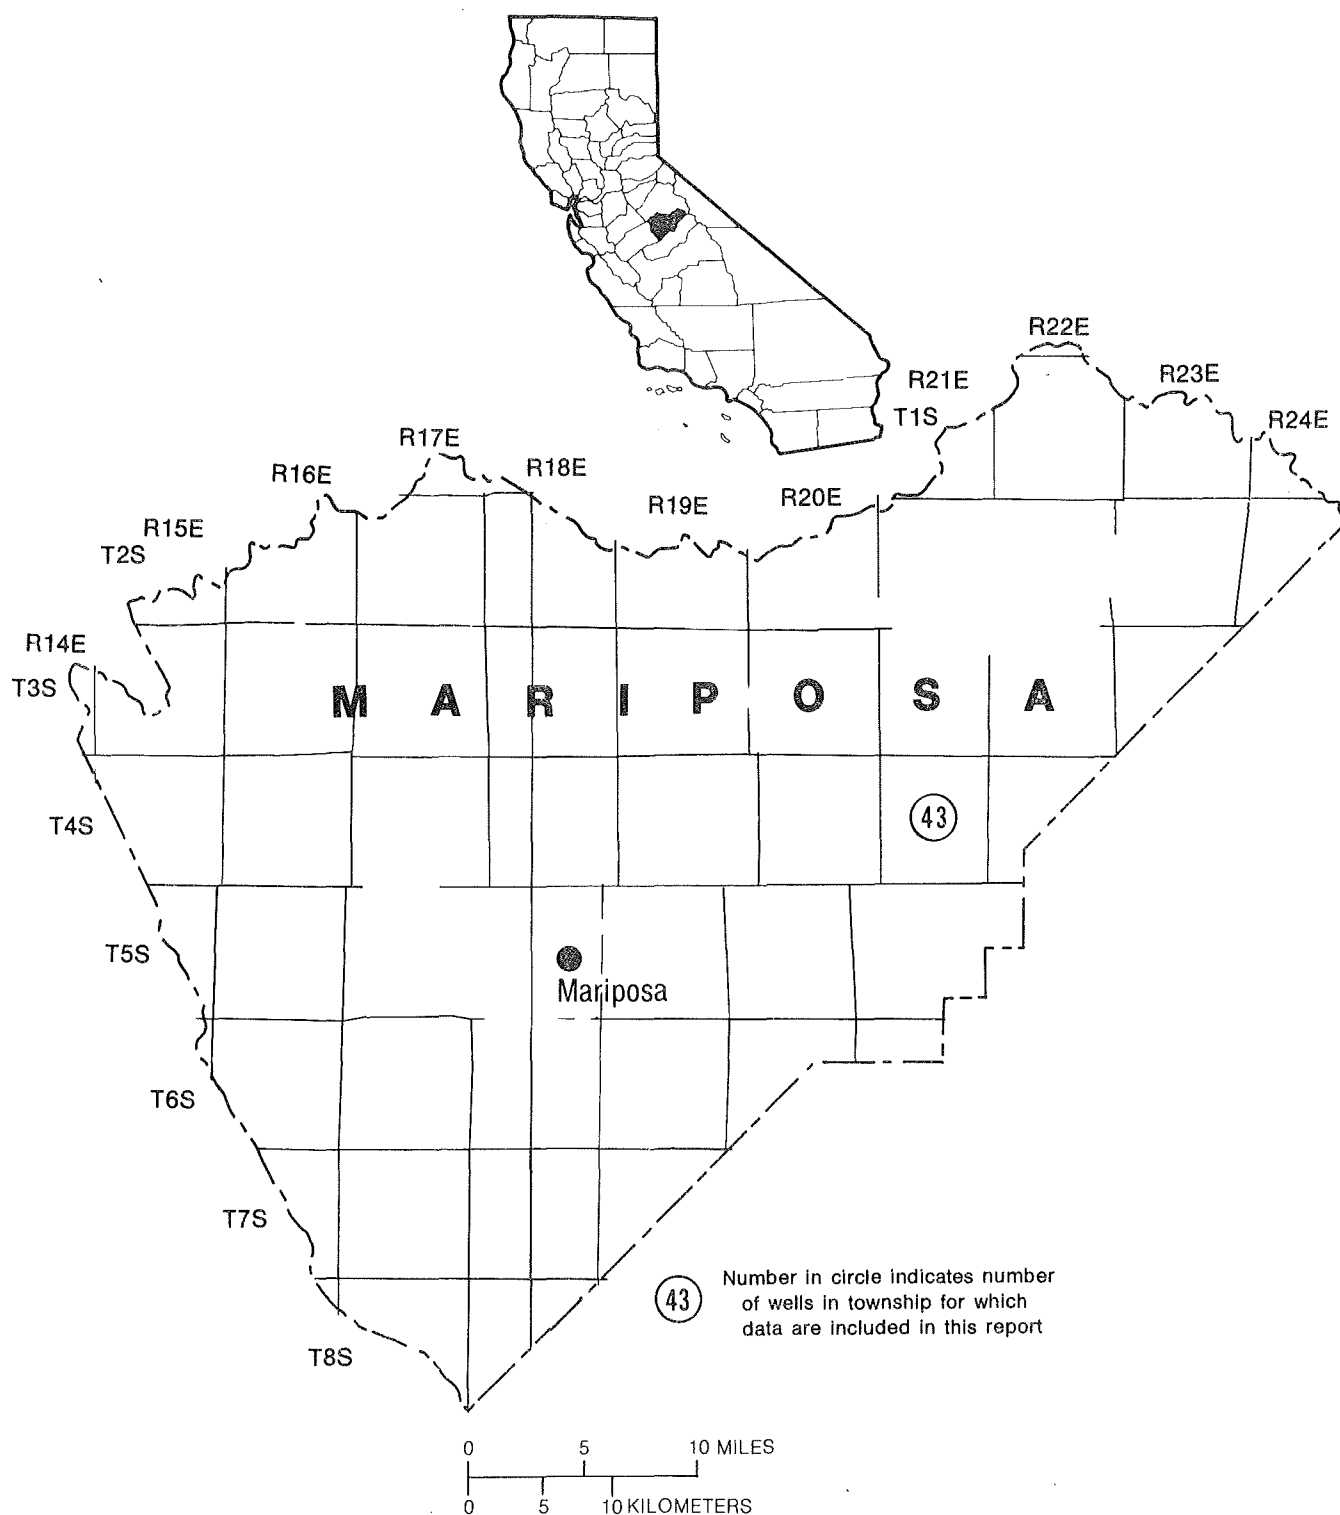 R22E
R21E
R23E
T1S
R24E
R17E
R18E
R16E
R20E
R19E
R15E
T2S
R14E
T3S
MARIPOSA
T4S
43
T5S
Mariposa
T6S
T7S
43
Number in circle indicates number
of wells in township for which
data are included in this report
T8S
0 5 10 MILES
0 5 10 KILOMETERS